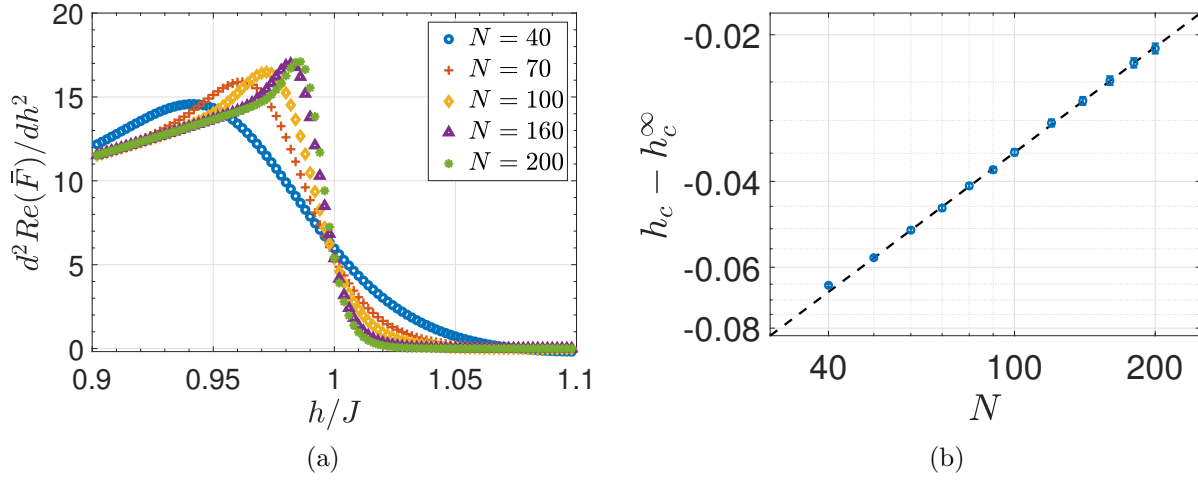 20
15
10
5
0
d²Re(F̄)/dh²
0.9
0.95
1
1.05
1.1
h/J
N = 40
N = 70
N = 100
N = 160
N = 200
(a)
-0.02
-0.04
-0.06
-0.08
h_c − h_c^∞
40
100
200
N
(b)